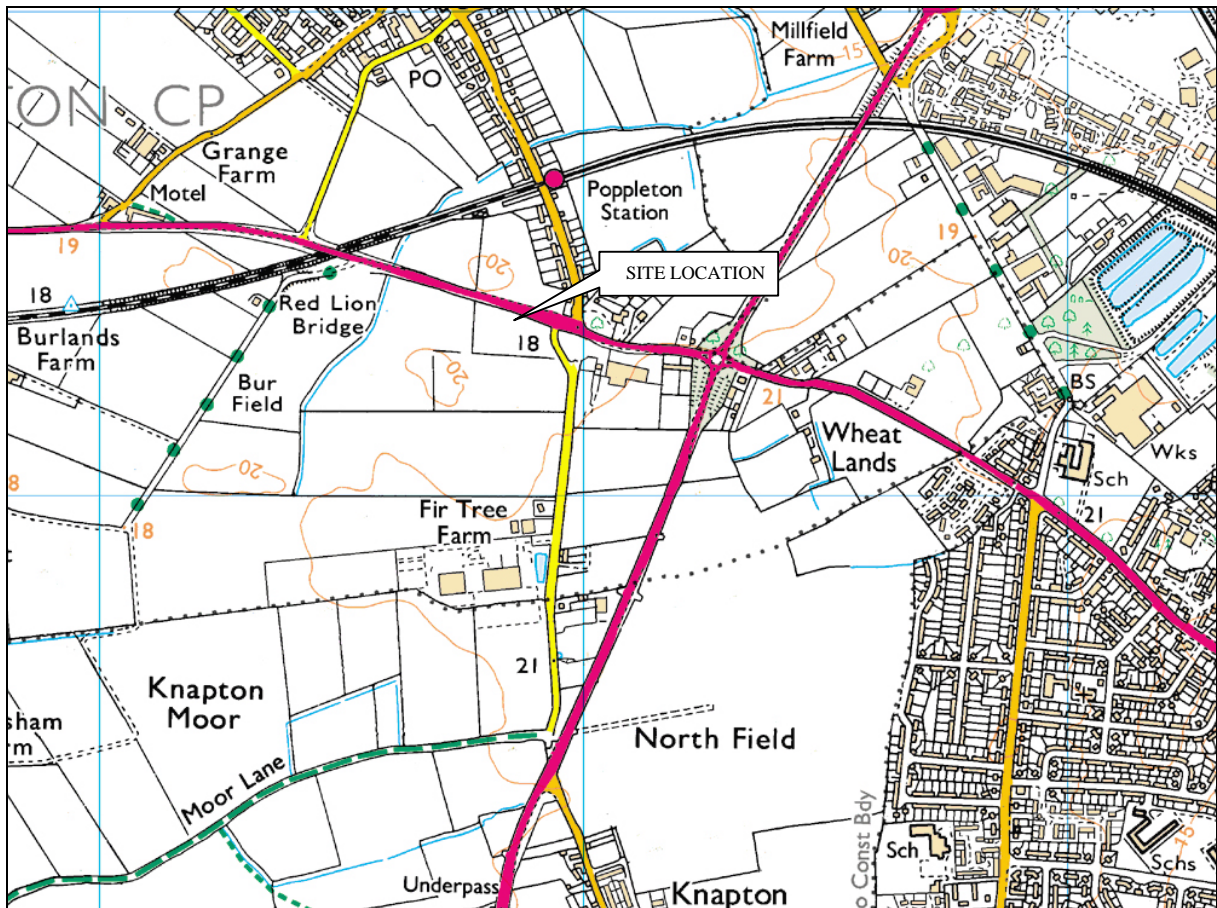 Millfield
Farm
15
PO
ON CP
Grange
Farm
Motel
Poppleton
Station
19
19
20
20
SITE LOCATION
18
Red Lion
Bridge
Burlands
Farm
18
20
Bur
Field
21
BS
Wheat
Lands
Wks
Sch
20
8
18
Fir Tree
Farm
21
21
Knapton
Moor
sham
rm
North Field
Moor Lane
o Const Bdy
Sch
Schs
Underpass
Knapton